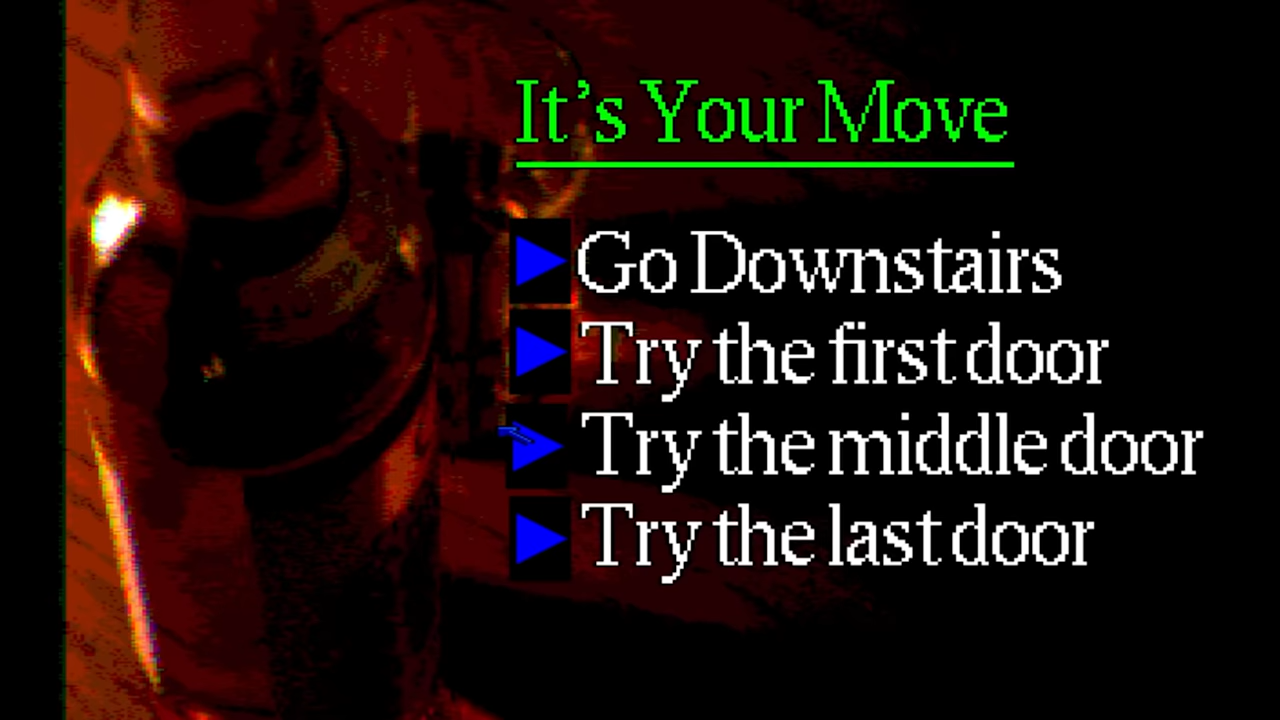 It's Your Move
Go Downstairs
Try the first door
Try the middle door
Try the last door